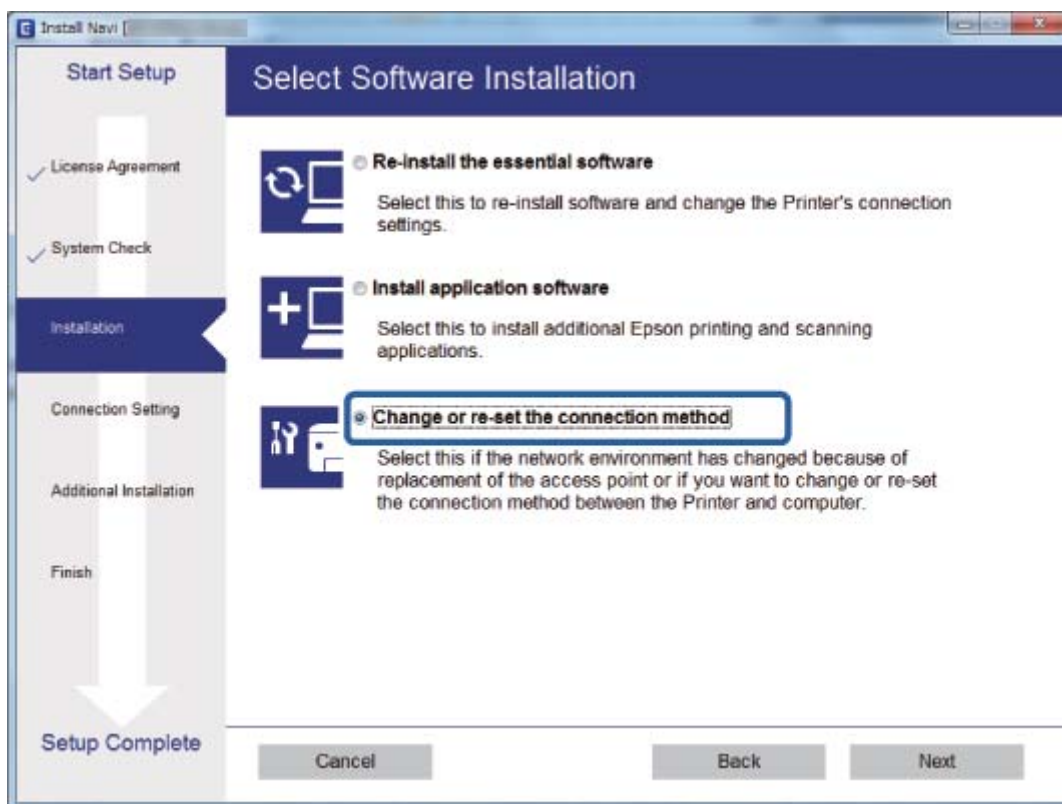 Install Navi [
Start Setup
License Agreement
System Check
Installation
Connection Setting
Additional Installation
Finish
Setup Complete
Select Software Installation
Re-install the essential software
Select this to re-install software and change the Printer's connection
settings.
Install application software
Select this to install additional Epson printing and scanning
applications.
Change or re-set the connection method
Select this if the network environment has changed because of
replacement of the access point or if you want to change or re-set
the connection method between the Printer and computer.
Cancel
Back
Next